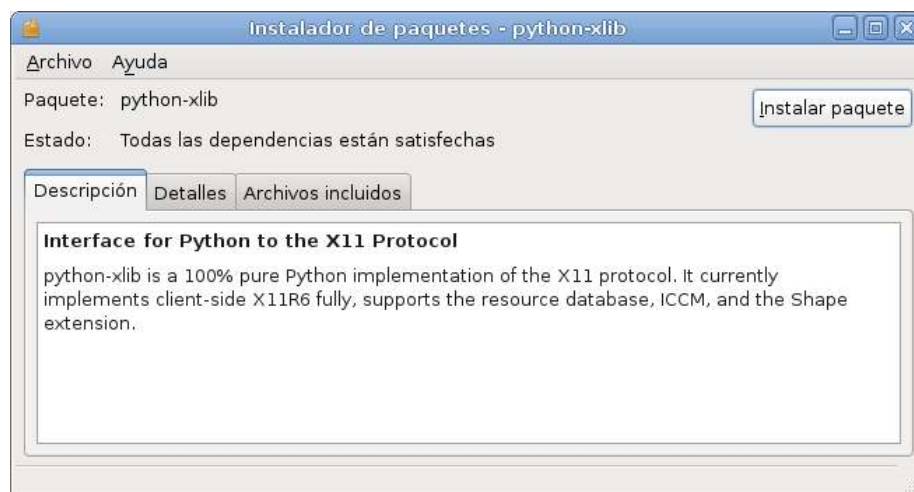 Instalador de paquetes - python-xlib
Archivo Ayuda
Paquete: python-xlib
Instalar paquete
Estado: Todas las dependencias están satisfechas
Descripción Detalles Archivos incluidos
Interface for Python to the X11 Protocol
python-xlib is a 100% pure Python implementation of the X11 protocol. It currently
implements client-side X11R6 fully, supports the resource database, ICCM, and the Shape
extension.